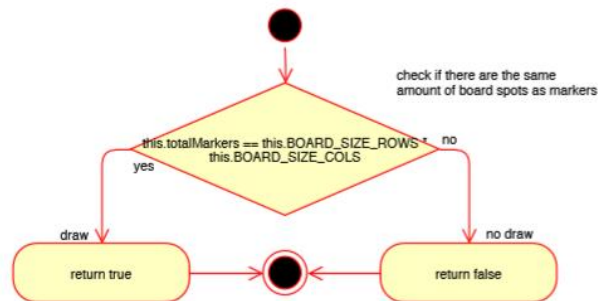 check if there are the same
amount of board spots as markers
this.totalMarkers == this.BOARD_SIZE_ROWS *
this.BOARD_SIZE_COLS
yes
no
draw
no draw
return true
return false